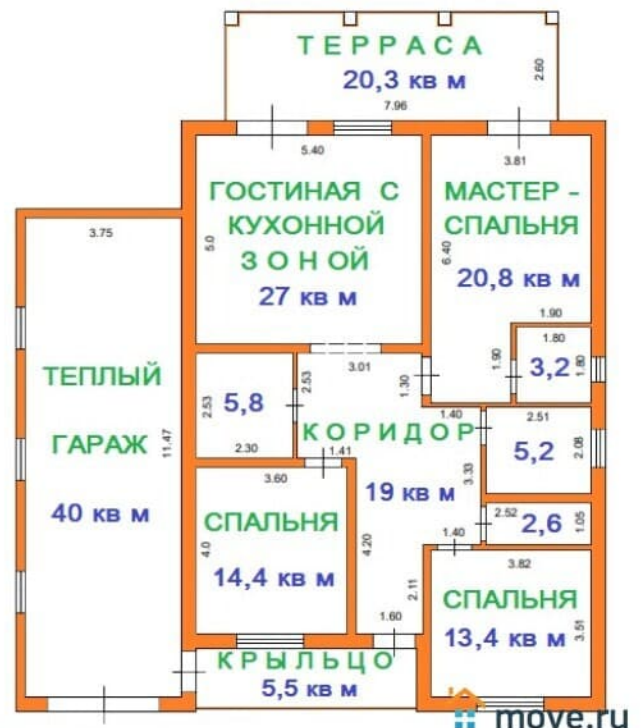 ТЕРРАСА
20,3 кв м
2.60
7.96
5.40
3.81
ГОСТИНАЯ С
КУХОННОЙ
ЗОНОЙ
27 кв м
5.0
МАСТЕР -
СПАЛЬНЯ
20,8 кв м
6.40
1.90
3.75
ТЕПЛЫЙ
ГАРАЖ
40 кв м
11.47
1.80
3,2
1.80
1.90
3.01
2.53
1.30
2.53
5,8
2.30
КОРИДОР
19 кв м
1.41
1.40
3.33
2.51
5,2
2.08
3.60
СПАЛЬНЯ
14,4 кв м
4.0
4.20
2.11
1.60
1.40
2.52
2,6
1.05
3.82
СПАЛЬНЯ
13,4 кв м
3.51
КРЫЛЬЦО
5,5 кв м
move.ru